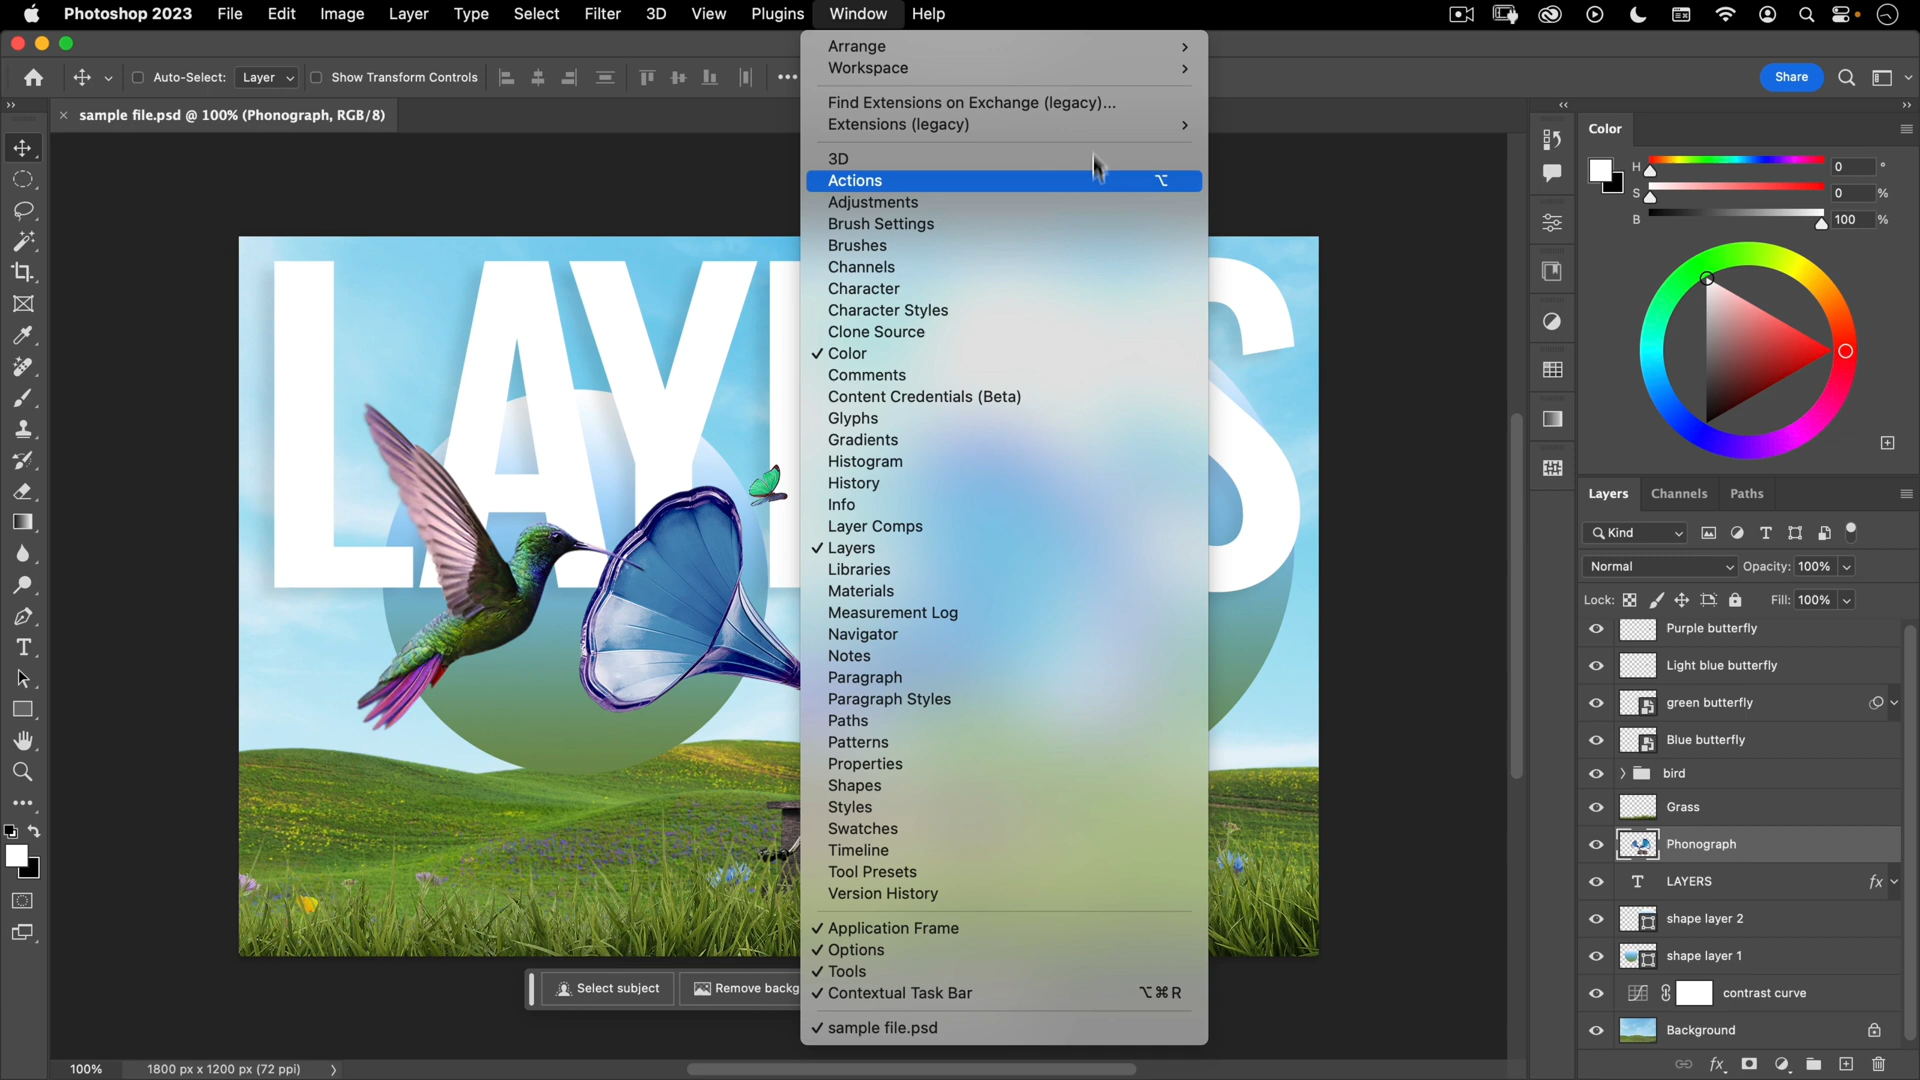 Photoshop 2023 File Edit Image Layer Type Select Filter 3D View Plugins Window Help
Auto-Select: Layer Show Transform Controls
Share
sample file.psd @ 100% (Phonograph, RGB/8)
Arrange
Workspace
Find Extensions on Exchange (legacy)...
Extensions (legacy)
3D
Actions ⌥
Adjustments
Brush Settings
Brushes
Channels
Character
Character Styles
Clone Source
✓ Color
Comments
Content Credentials (Beta)
Glyphs
Gradients
Histogram
History
Info
Layer Comps
✓ Layers
Libraries
Materials
Measurement Log
Navigator
Notes
Paragraph
Paragraph Styles
Paths
Patterns
Properties
Shapes
Styles
Swatches
Timeline
Tool Presets
Version History
✓ Application Frame
✓ Options
✓ Tools
✓ Contextual Task Bar ⌥⌘R
✓ sample file.psd
Select subject Remove backg
100% 1800 px x 1200 px (72 ppi)
Color
H 0 °
S 0 %
B 100 %
Layers Channels Paths
Kind
Normal Opacity: 100%
Lock: Fill: 100%
Purple butterfly
Light blue butterfly
green butterfly
Blue butterfly
bird
Grass
Phonograph
T LAYERS fx
shape layer 2
shape layer 1
contrast curve
Background
fx